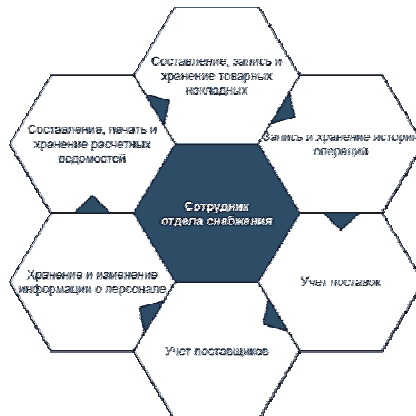 Составление, запись и
хранение товарных
накладных
Составление, печать и
хранение расчетных
ведомостей
Запись и хранение истории
операций
Сотрудник
отдела снабжения
Хранение и изменение
информации о персонале
Учет поставок
Учет поставщиков